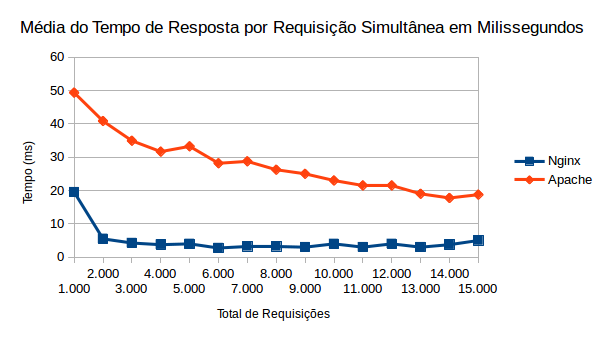 Média do Tempo de Resposta por Requisição Simultânea em Milissegundos
60
50
40
30
20
10
0
Tempo (ms)
Nginx
Apache
2.000 4.000 6.000 8.000 10.000 12.000 14.000
1.000 3.000 5.000 7.000 9.000 11.000 13.000 15.000
Total de Requisições